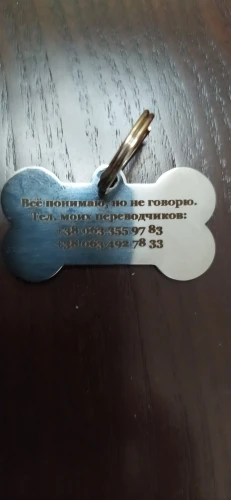 Всё понимаю, но не говорю.
Тел. моих переводчиков:
+38 063 355 97 83
+38 063 492 78 33